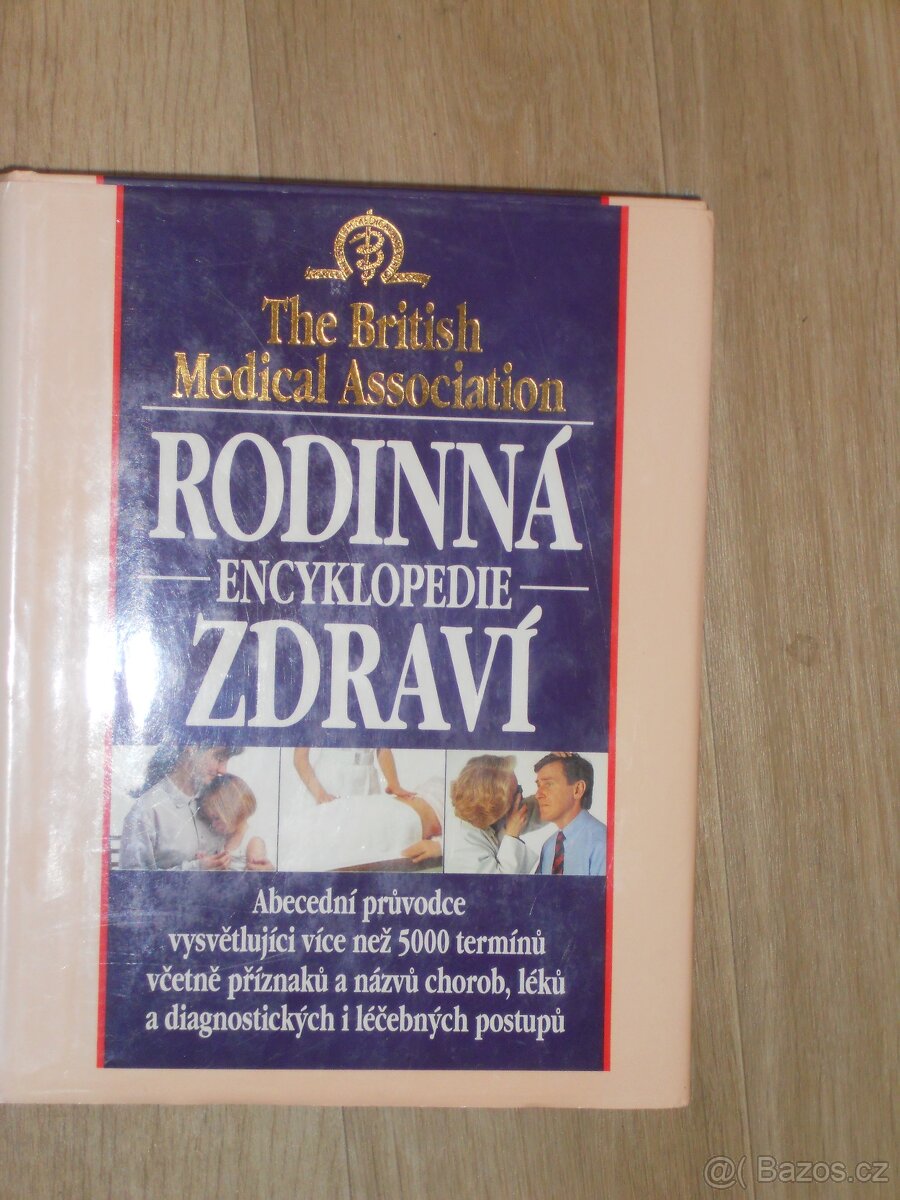 The British
Medical Association
RODINNÁ
ENCYKLOPEDIE
ZDRAVÍ
Abecední průvodce
vysvětlujíci více než 5000 termínů
včetně příznaků a názvů chorob, léků
a diagnostických i léčebných postupů
@( Bazos.cz